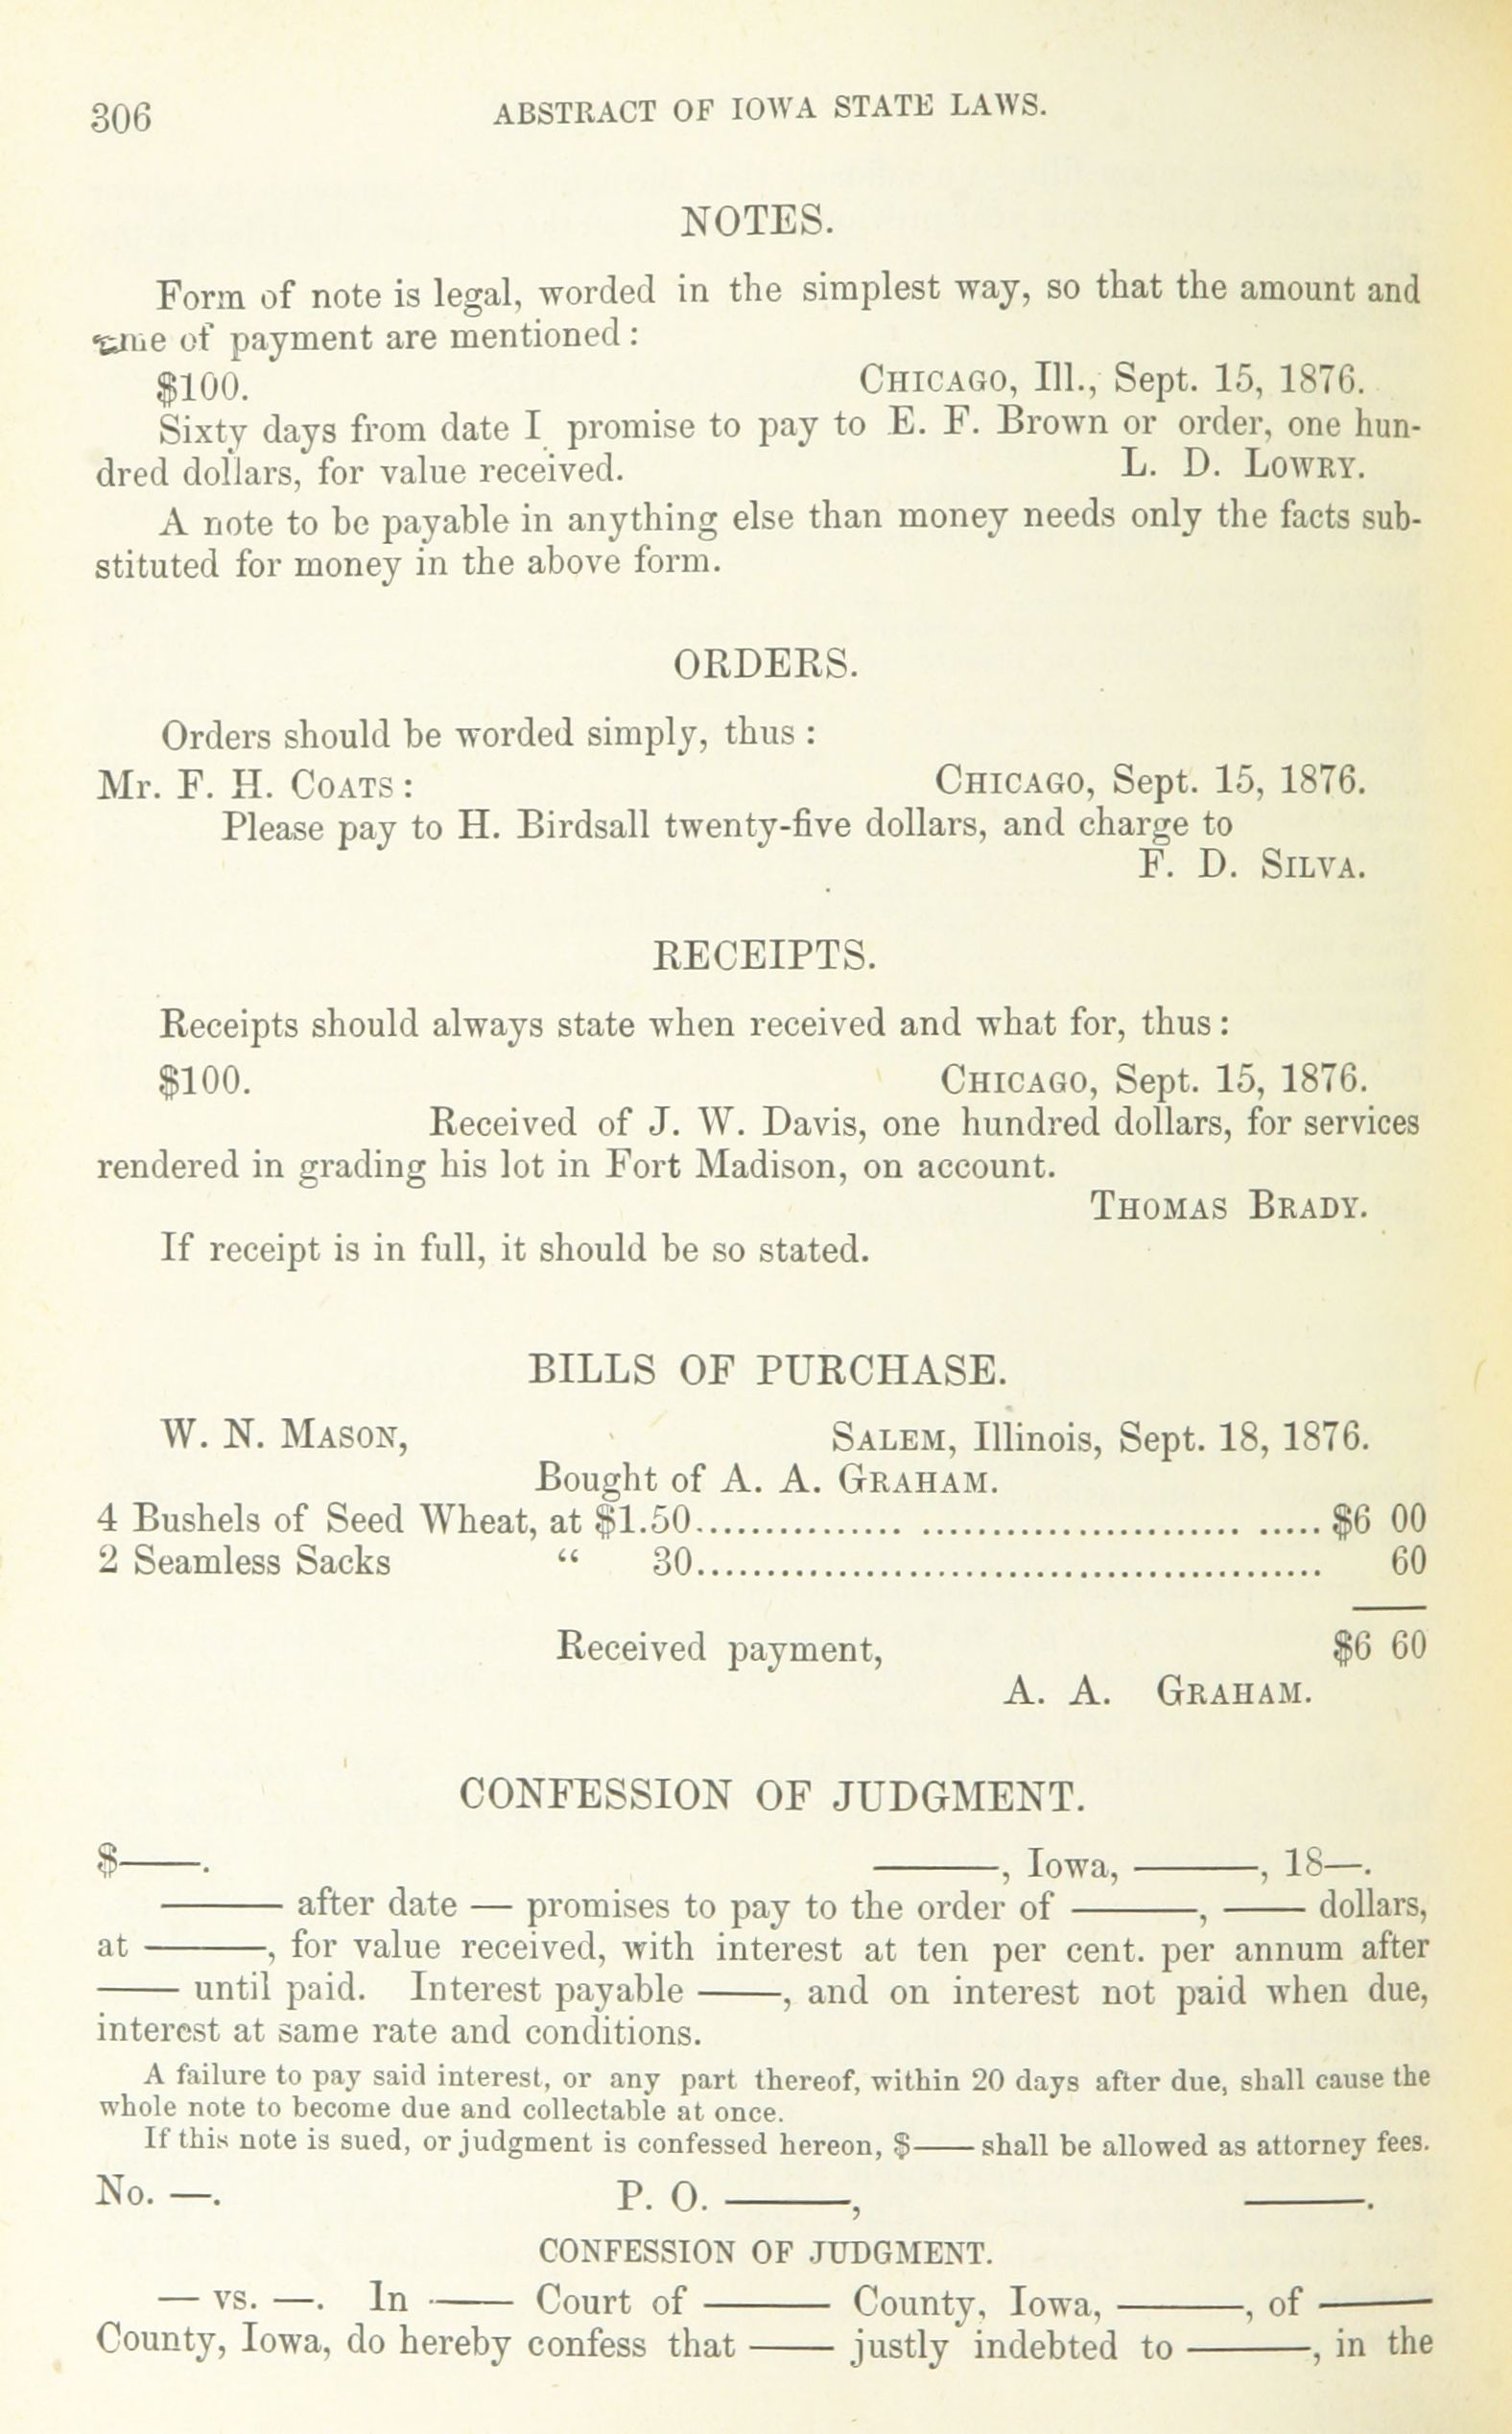 306 ABSTRACT OF IOWA STATE LAWS.
NOTES.
Form of note is legal, worded in the simplest way, so that the amount and
of payment are mentioned :
$100. CHICAGO, Ill., Sept. 15, 1876.
Sixty days from date I promise to pay to E. F. Brown or order, one hun-
dred dollars, for value received. L. D. LOWRY.
A note to be payable in anything else than money needs only the facts sub-
stituted for money in the above form.
ORDERS.
Orders should be worded simply, thus :
Mr. F. H. COATS : CHICAGO, Sept. 15, 1876.
Please pay to H. Birdsall twenty-five dollars, and charge to
F. D. SILVA.
RECEIPTS.
Receipts should always state when received and what for, thus :
$100. CHICAGO, Sept. 15, 1876.
Received of J. W. Davis, one hundred dollars, for services
rendered in grading his lot in Fort Madison, on account.
THOMAS BRADY.
If receipt is in full, it should be so stated.
BILLS OF PURCHASE.
W. N. MASON, SALEM, Illinois, Sept. 18, 1876.
Bought of A. A. GRAHAM.
4 Bushels of Seed Wheat, at $1.50.................................................. $6 00
2 Seamless Sacks “ 30.................................................. 60
Received payment, $6 60
A. A. GRAHAM.
CONFESSION OF JUDGMENT.
$——. ———, Iowa, ———, 18—.
——— after date — promises to pay to the order of ———, —— dollars,
at ———, for value received, with interest at ten per cent. per annum after
—— until paid. Interest payable ——, and on interest not paid when due,
interest at same rate and conditions.
A failure to pay said interest, or any part thereof, within 20 days after due, shall cause the
whole note to become due and collectable at once.
If this note is sued, or judgment is confessed hereon, $—— shall be allowed as attorney fees.
No. —. P. O. ———, ———.
CONFESSION OF JUDGMENT.
— vs. —. In —— Court of ——— County, Iowa, ———, of ———
County, Iowa, do hereby confess that —— justly indebted to ———, in the